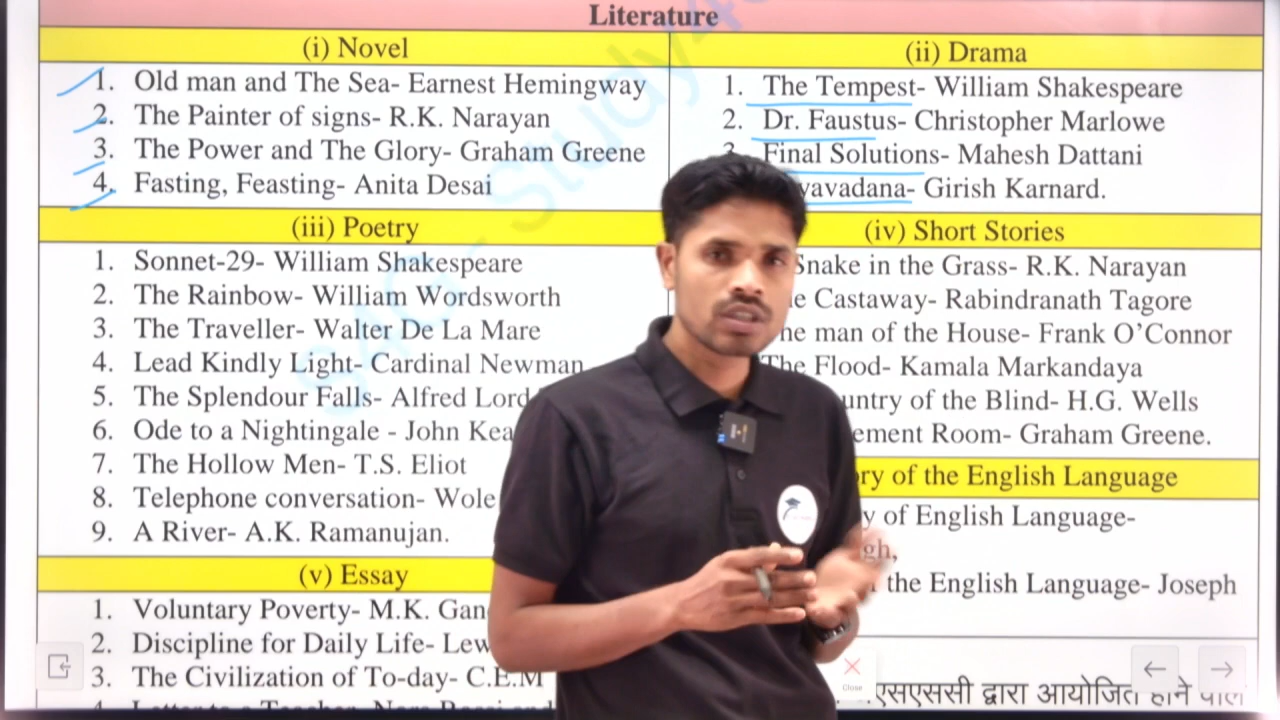 Literature
(i) Novel
1. Old man and The Sea- Earnest Hemingway
2. The Painter of signs- R.K. Narayan
3. The Power and The Glory- Graham Greene
4. Fasting, Feasting- Anita Desai
(ii) Drama
1. The Tempest- William Shakespeare
2. Dr. Faustus- Christopher Marlowe
3. Final Solutions- Mahesh Dattani
Girish Karnard.
(iii) Poetry
1. Sonnet-29- William Shakespeare
2. The Rainbow- William Wordsworth
3. The Traveller- Walter De La Mare
4. Lead Kindly Light- Cardinal Newman
5. The Splendour Falls- Alfred Lord
6. Ode to a Nightingale - John
7. The Hollow Men- T.S. Eliot
8. Telephone conversation- Wole
9. A River- A.K. Ramanujan.
(iv) Short Stories
Snake in the Grass- R.K. Narayan
Castaway- Rabindranath Tagore
man of the House- Frank O'Connor
The Flood- Kamala Markandaya
of the Blind- H.G. Wells
Room- Graham Greene.
(v) Essay
1. Voluntary Poverty- M.K.
2. Discipline for Daily Life-
3. The Civilization of To-day- C.E.M
of the English Language
of English Language-
the English Language- Joseph
द्वारा आयोजित होने वाले
Close